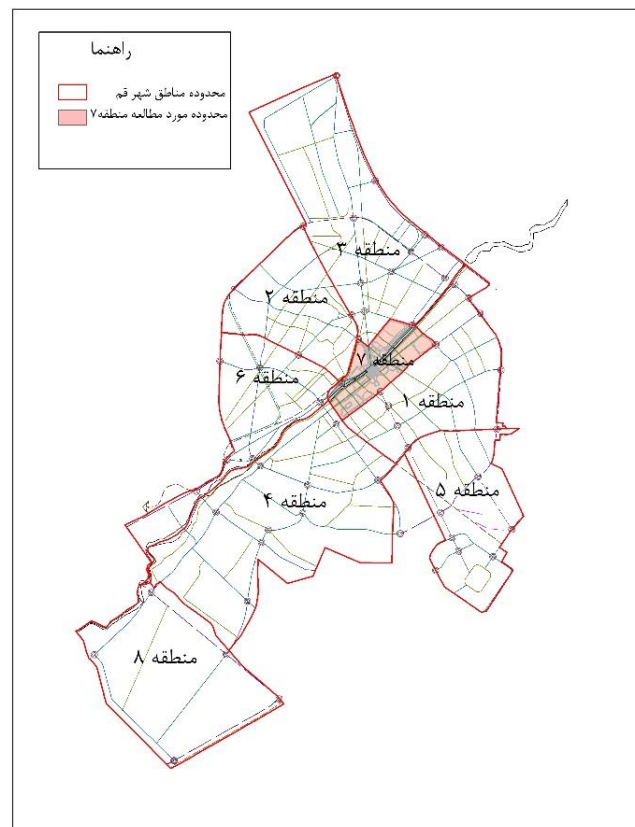 راهنما
محدوده مناطق شهر قم
محدوده مورد مطالعه منطقه۷
منطقه ۳
منطقه ۲
منطقه ۷
منطقه ۶
منطقه ۱
منطقه ۵
منطقه ۴
منطقه ۸